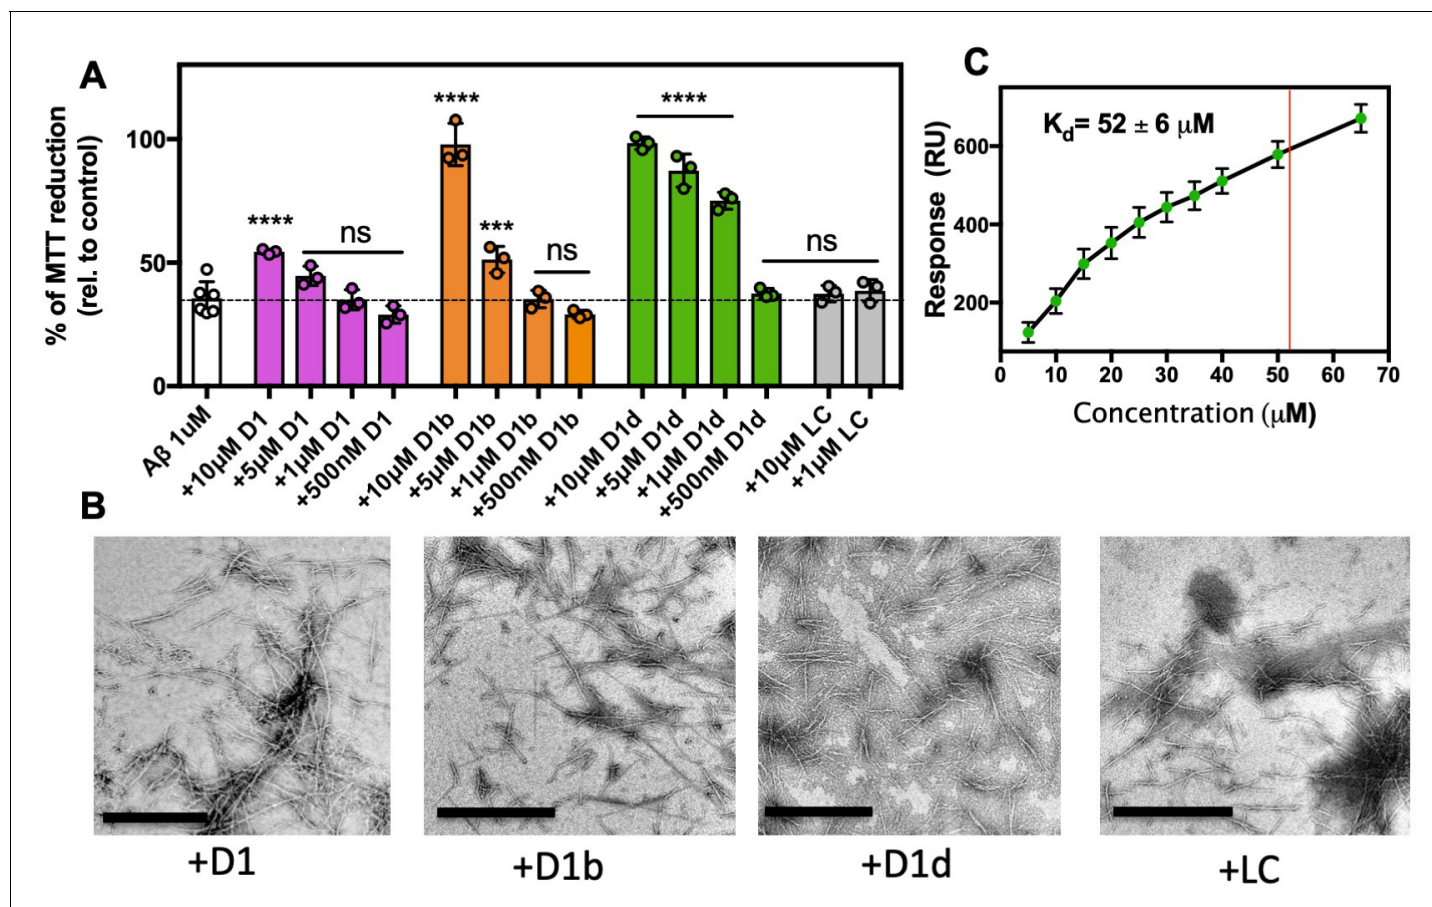 A
% of MTT reduction
(rel. to control)
100
50
0
****
ns
****
***
ns
****
ns
Aβ 1uM
+10μM D1
+5μM D1
+1μM D1
+500nM D1
+10μM D1b
+5μM D1b
+1μM D1b
+500nM D1b
+10μM D1d
+5μM D1d
+1μM D1d
+500nM D1d
+10μM LC
+1μM LC
C
Kd= 52 ± 6 μM
Response (RU)
600
400
200
0 10 20 30 40 50 60 70
Concentration (μM)
B
+D1
+D1b
+D1d
+LC